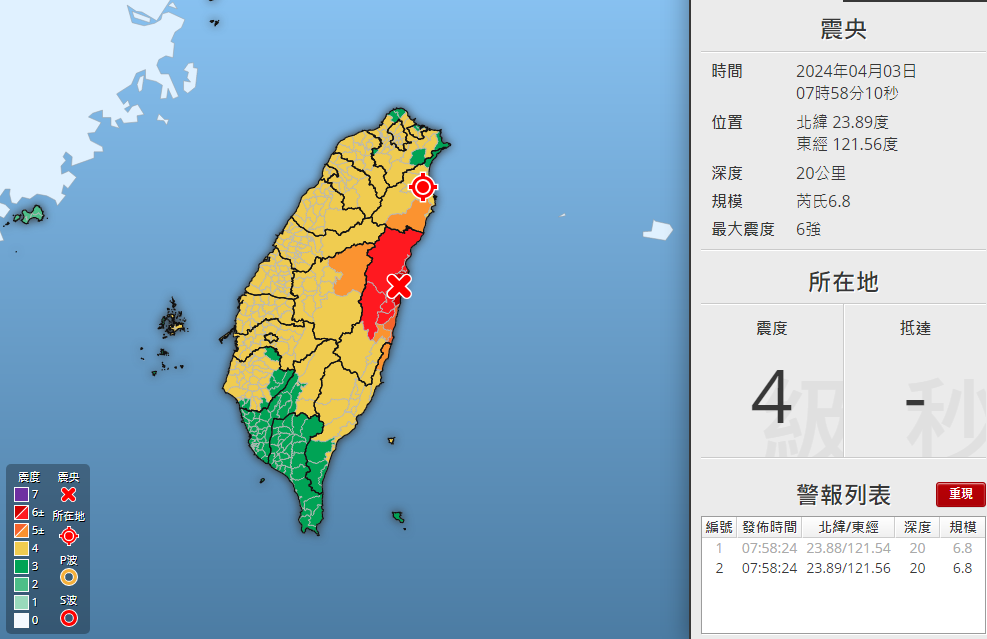 震央
時間 2024年04月03日
07時58分10秒
位置 北緯 23.89度
東經 121.56度
深度 20公里
規模 芮氏6.8
最大震度 6強
所在地
震度 抵達
4 級 - 秒
警報列表 重現
編號 發佈時間 北緯/東經 深度 規模
1 07:58:24 23.88/121.54 20 6.8
2 07:58:24 23.89/121.56 20 6.8
震度 震央
7
6± 所在地
5±
4 P波
3
2 S波
1
0